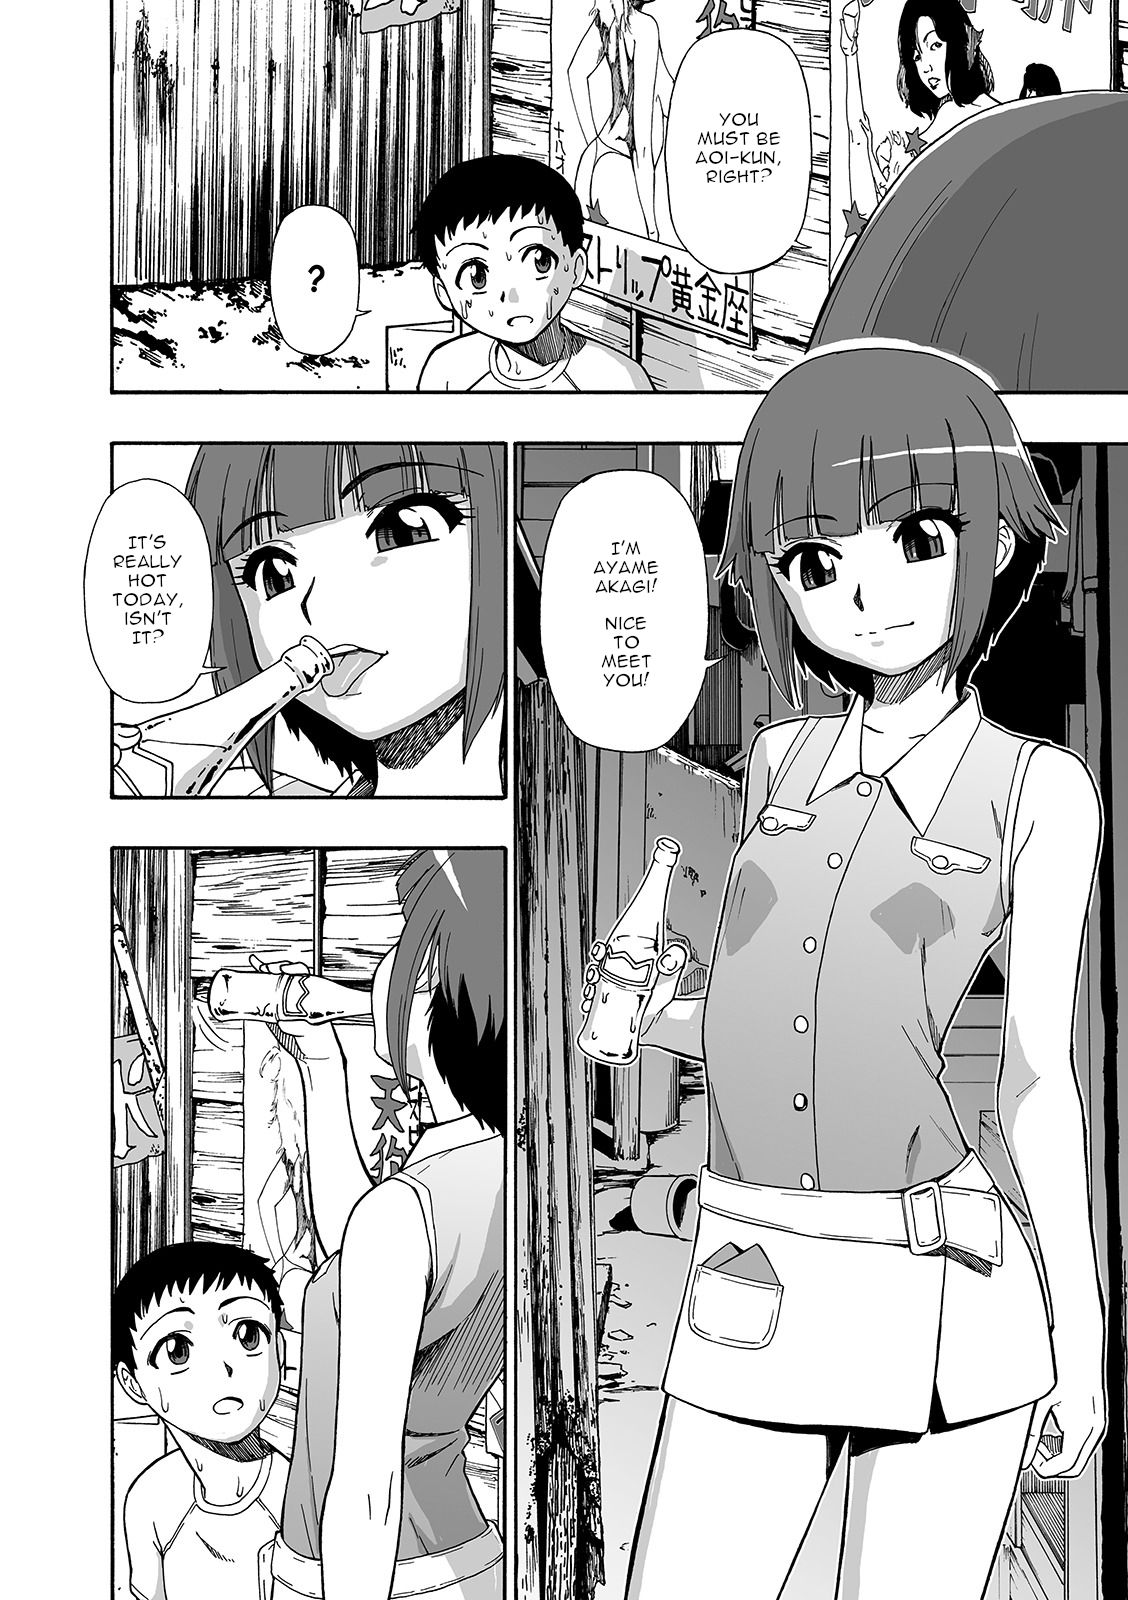 YOU
MUST BE
AOI-KUN,
RIGHT?
?
ストリップ黄金座
I'M
AYAME
AKAGI!
NICE
TO
MEET
YOU!
IT'S
REALLY
HOT
TODAY,
ISN'T
IT?
天